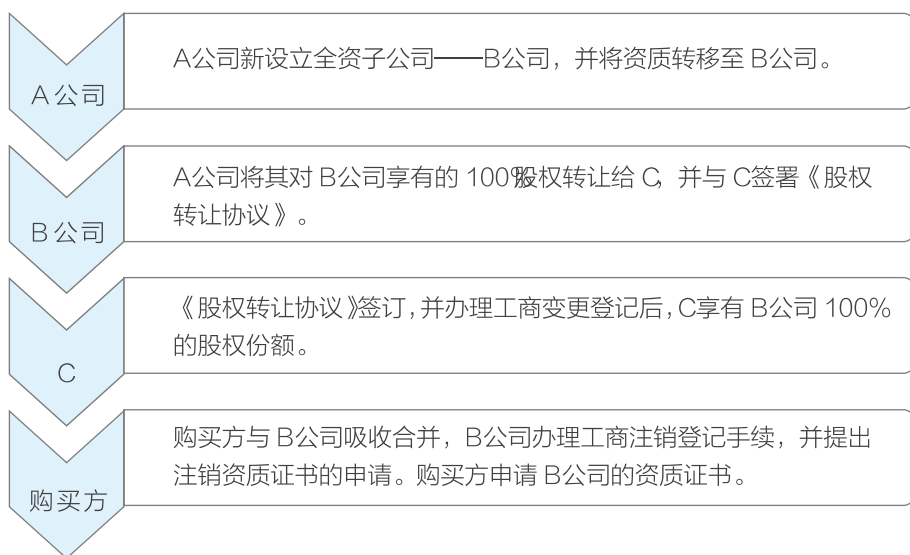 A公司新设立全资子公司——B公司，并将资质转移至 B公司。
A公司
A公司将其对 B公司享有的 100%股权转让给 C，并与 C签署《股权
转让协议》。
B公司
《股权转让协议》签订，并办理工商变更登记后，C享有 B公司 100%
的股权份额。
C
购买方与 B公司吸收合并，B公司办理工商注销登记手续，并提出
注销资质证书的申请。购买方申请 B公司的资质证书。
购买方